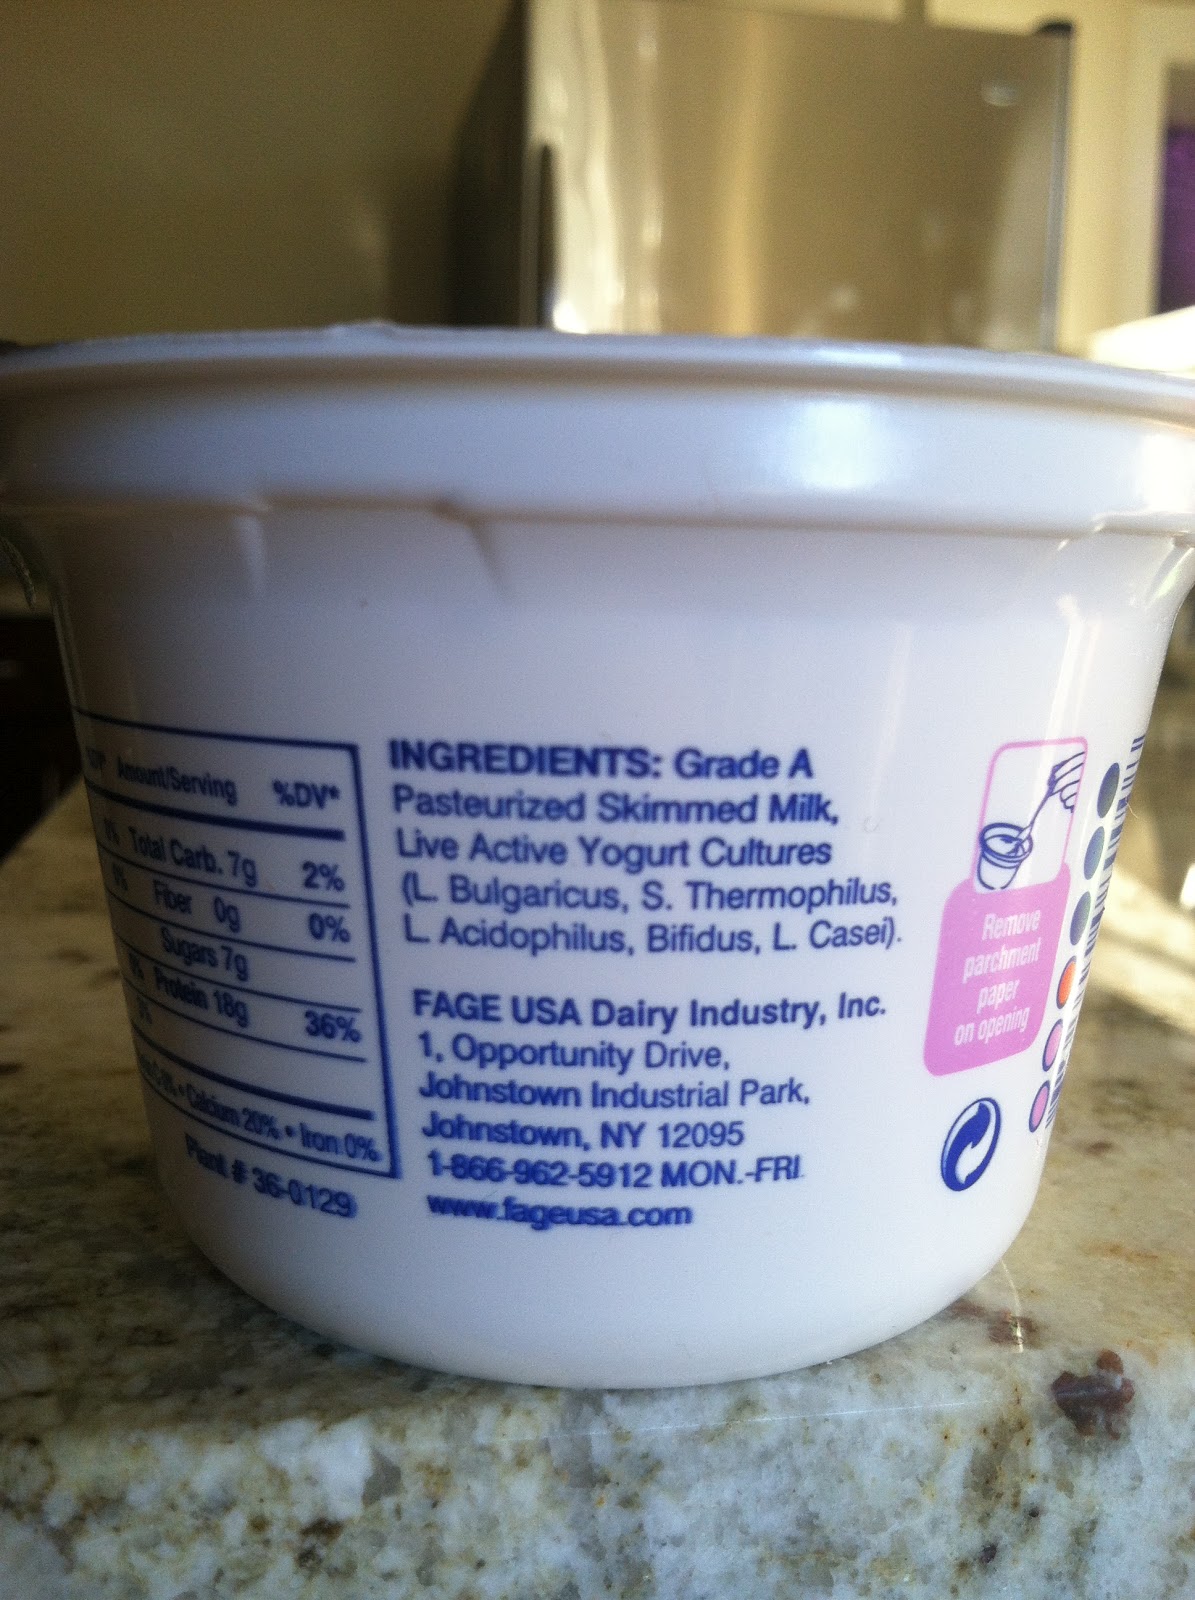 Amount/Serving %DV*
Total Carb. 7g 2%
Fiber 0g 0%
Sugars 7g
Protein 18g 36%
Calcium 20% • Iron 0%
Plant # 36-0129
INGREDIENTS: Grade A
Pasteurized Skimmed Milk,
Live Active Yogurt Cultures
(L. Bulgaricus, S. Thermophilus,
L. Acidophilus, Bifidus, L. Casei).
FAGE USA Dairy Industry, Inc.
1, Opportunity Drive,
Johnstown Industrial Park,
Johnstown, NY 12095
1-866-962-5912 MON.-FRI.
www.fageusa.com
Remove
parchment
paper
on opening